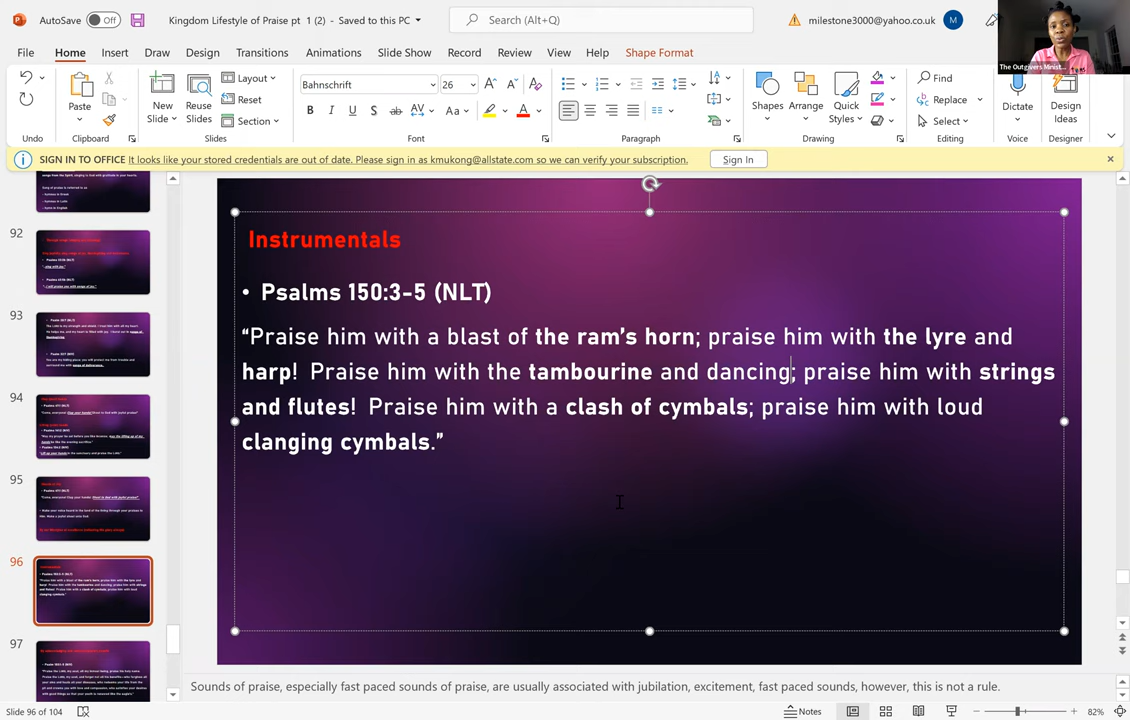 AutoSave Off Kingdom Lifestyle of Praise pt 1 (2) - Saved to this PC Search (Alt+Q) milestone3000@yahoo.co.uk M
The Outgivers Minist...
File Home Insert Draw Design Transitions Animations Slide Show Record Review View Help Shape Format
Paste New Slide Reuse Slides Layout Reset Section Bahnschrift 26 Shapes Arrange Quick Styles Find Replace Select Dictate Design Ideas
Undo Clipboard Slides Font Paragraph Drawing Editing Voice Designer
SIGN IN TO OFFICE It looks like your stored credentials are out of date. Please sign in as kmukong@allstate.com so we can verify your subscription. Sign In
92
93
94
95
96
97
Instrumentals
• Psalms 150:3-5 (NLT)
“Praise him with a blast of the ram’s horn; praise him with the lyre and
harp! Praise him with the tambourine and dancing; praise him with strings
and flutes! Praise him with a clash of cymbals; praise him with loud
clanging cymbals.”
Sounds of praise, especially fast paced sounds of praise, are usually associated with jubilation, excitement, fast paced sounds, however, this is not a rule.
Slide 96 of 104 Notes 82%